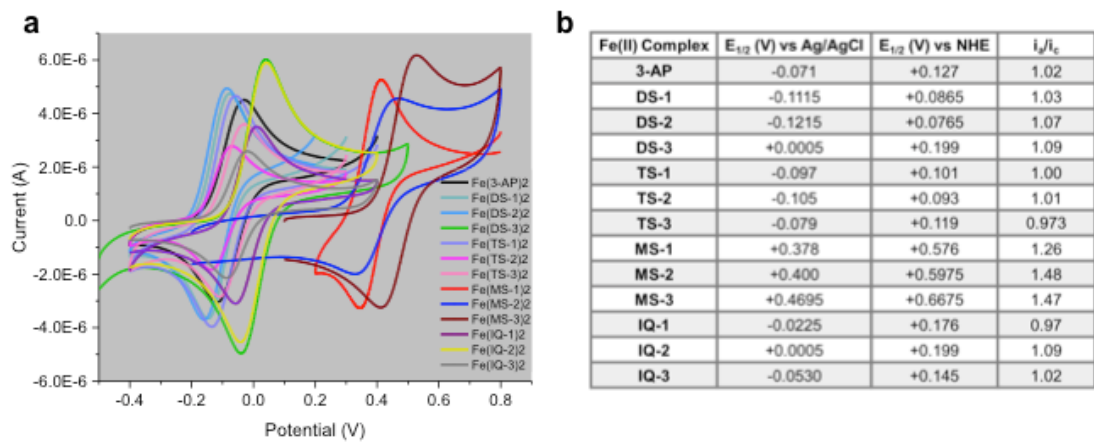 a
6.0E-6
4.0E-6
2.0E-6
0.0
-2.0E-6
-4.0E-6
-6.0E-6
Current (A)
-0.4 -0.2 0.0 0.2 0.4 0.6 0.8
Potential (V)
Fe(3-AP)2
Fe(DS-1)2
Fe(DS-2)2
Fe(DS-3)2
Fe(TS-1)2
Fe(TS-2)2
Fe(TS-3)2
Fe(MS-1)2
Fe(MS-2)2
Fe(MS-3)2
Fe(IQ-1)2
Fe(IQ-2)2
Fe(IQ-3)2
b
Fe(II) Complex E1/2 (V) vs Ag/AgCl E1/2 (V) vs NHE ia/ic
3-AP -0.071 +0.127 1.02
DS-1 -0.1115 +0.0865 1.03
DS-2 -0.1215 +0.0765 1.07
DS-3 +0.0005 +0.199 1.09
TS-1 -0.097 +0.101 1.00
TS-2 -0.105 +0.093 1.01
TS-3 -0.079 +0.119 0.973
MS-1 +0.378 +0.576 1.26
MS-2 +0.400 +0.5975 1.48
MS-3 +0.4695 +0.6675 1.47
IQ-1 -0.0225 +0.176 0.97
IQ-2 +0.0005 +0.199 1.09
IQ-3 -0.0530 +0.145 1.02